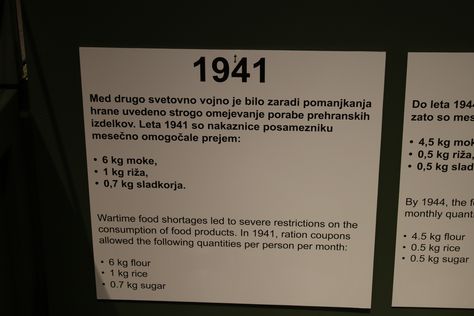 1941
Med drugo svetovno vojno je bilo zaradi pomanjkanja
hrane uvedeno strogo omejevanje porabe prehranskih
izdelkov. Leta 1941 so nakaznice posamezniku
mesečno omogočale prejem:
• 6 kg moke,
• 1 kg riža,
• 0,7 kg sladkorja.
Wartime food shortages led to severe restrictions on the
consumption of food products. In 1941, ration coupons
allowed the following quantities per person per month:
• 6 kg flour
• 1 kg rice
• 0.7 kg sugar
Do leta
zato so
• 4,5 kg
• 0,5 kg riža,
• 0,5 kg
By 1944, the
monthly
• 4.5 kg flour
• 0.5 kg rice
• 0.5 kg sugar